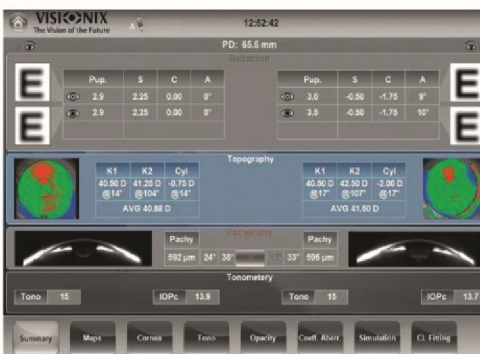 VISIONIX
The Vision of the Future
12:52:42
PD: 65.5 mm
Refraction
E
E
Pup. S C A
2.9 2.25 0.00 0°
2.9 2.25 0.00 0°
Pup. S C A
3.0 -0.50 -1.75 9°
3.5 -0.50 -1.75 10°
E
E
Topography
K1 K2 Cyl
40.50 D 41.25 D -0.75 D
@14° @104° @14°
AVG 40.88 D
K1 K2 Cyl
40.50 D 42.50 D -2.00 D
@17° @107° @17°
AVG 41.50 D
Pachymetry
Pachy
592 µm 24° 38°
Pachy
33° 596 µm
Tonometery
Tono 15 IOPc 13.9 Tono 15 IOPc 13.7
Summary Maps Cornea Tono Opacity Coeff. Aberr. Simulation CL Fitting